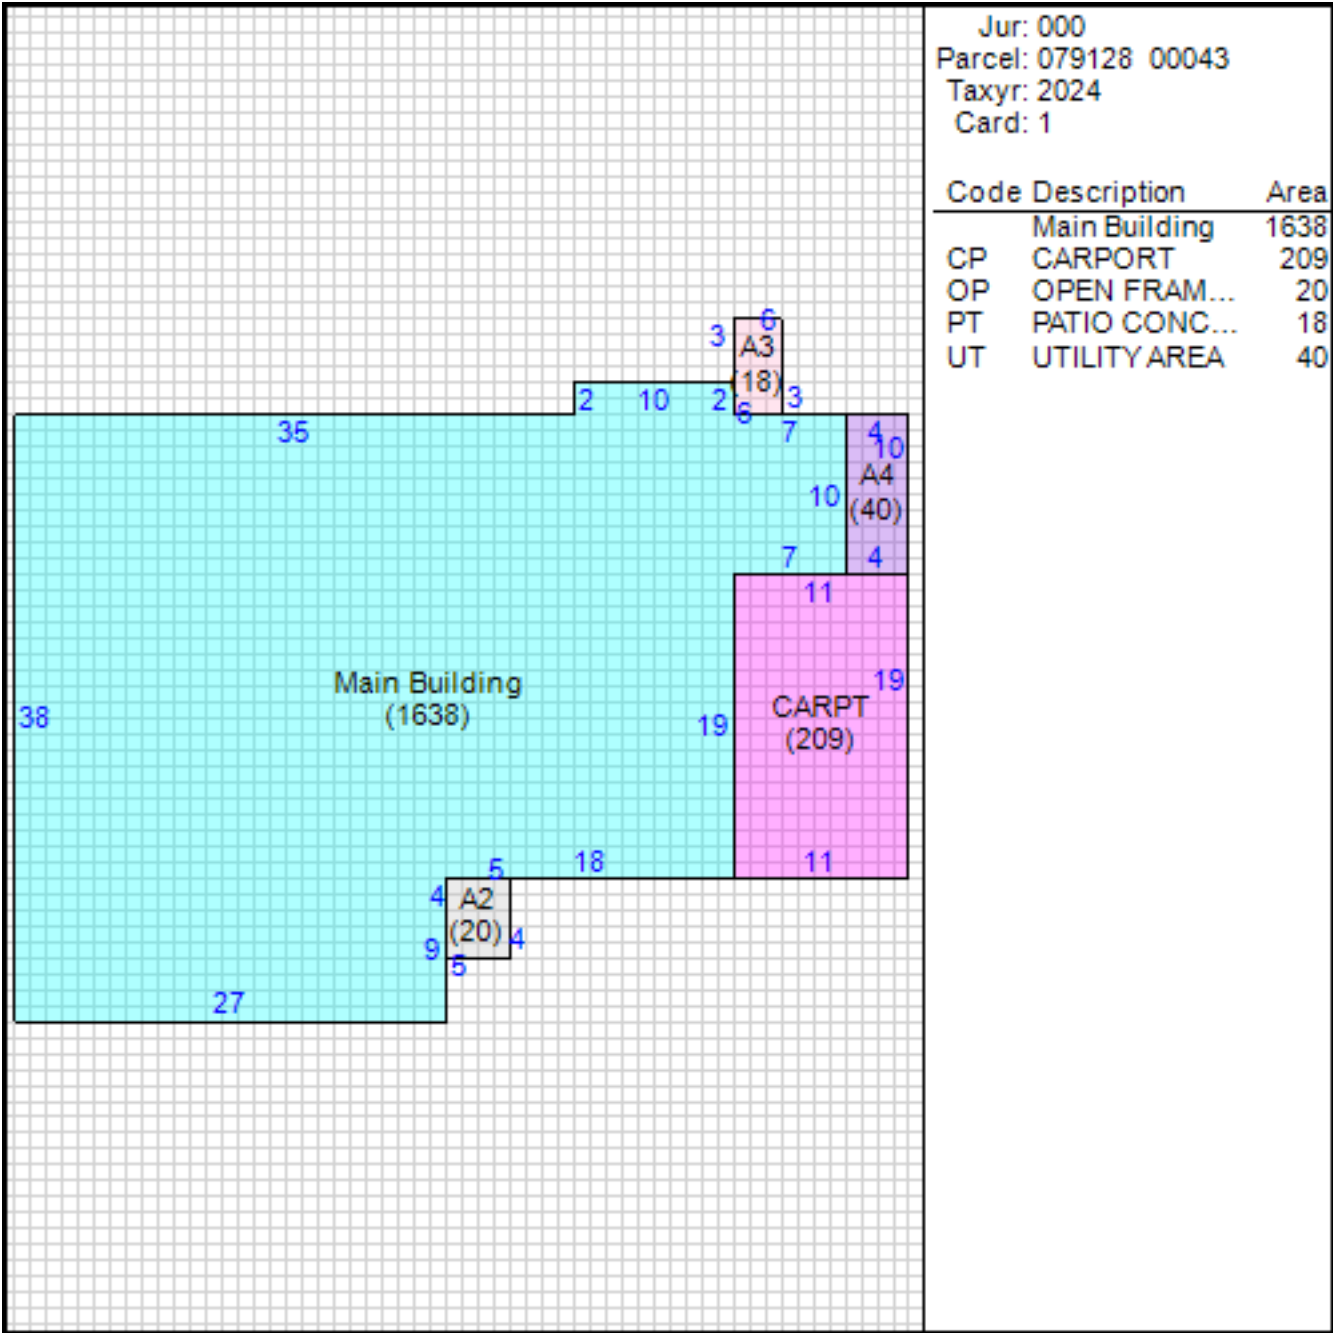 Jur: 000
Parcel: 079128 00043
Taxyr: 2024
Card: 1
Code Description Area
Main Building 1638
CP CARPORT 209
OP OPEN FRAM... 20
PT PATIO CONC... 18
UT UTILITY AREA 40
6
3
A3
(18)
2 10 2 6 3
35 7 4
10
A4
10 (40)
7 4
11
Main Building
(1638)
38
19
CARPT
(209)
19
5 18 11
4 A2
(20)
9 4
5
27